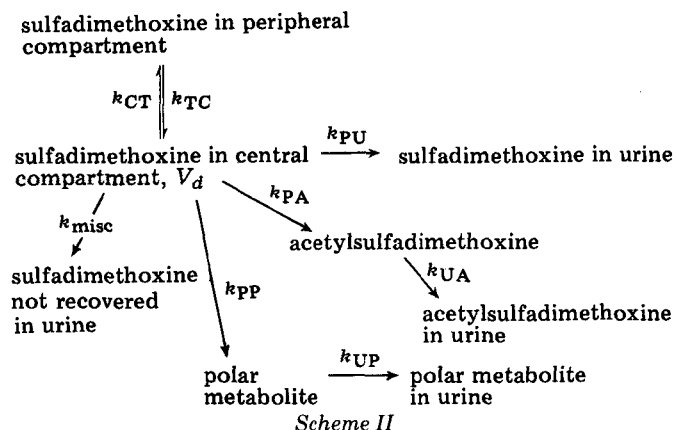 sulfadimethoxine in peripheral
compartment
kCT kTC
sulfadimethoxine in central
compartment, Vd
kPU
sulfadimethoxine in urine
kPA
kmisc
acetylsulfadimethoxine
sulfadimethoxine
not recovered
in urine
kPP
kUA
acetylsulfadimethoxine
in urine
polar
metabolite
kUP
polar metabolite
in urine
Scheme II